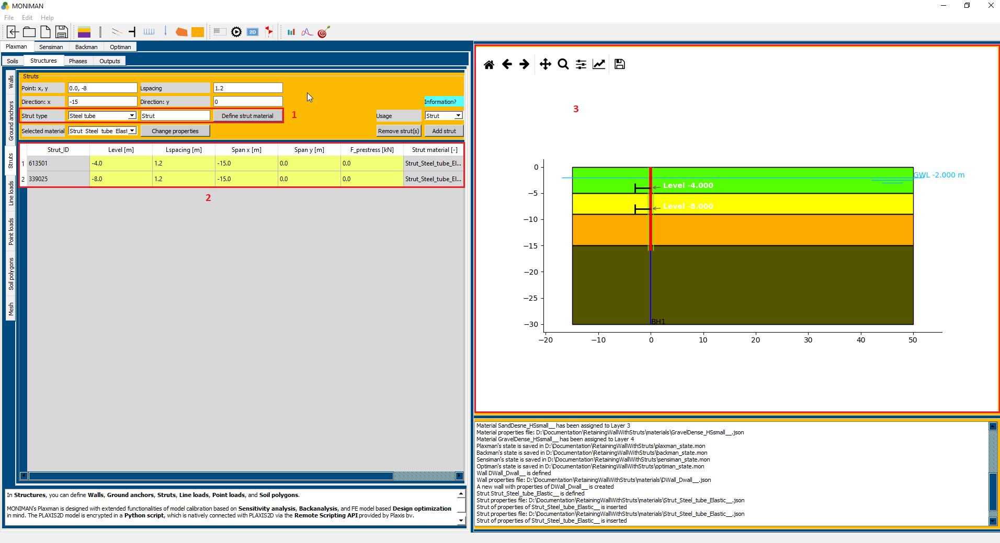 MONIMAN
File Edit Help
2D
Plaxman Sensiman Backman Optiman
Soils Structures Phases Outputs
Walls
Ground anchors
Struts
Line loads
Point loads
Soil polygons
Mesh
Struts
Point: x, y 0.0, -8 Lspacing 1.2
Direction: x -15 Direction: y 0 Information?
Strut type Steel tube Strut Define strut material 1 Usage Strut
Selected material Strut_Steel_tube_Elast Change properties Remove strut(s) Add strut
Strut_ID Level [m] Lspacing [m] Span x [m] Span y [m] F_prestress [kN] Strut material [-]
1 613501 -4.0 1.2 -15.0 0.0 0.0 Strut_Steel_tube_El...
2 339025 -8.0 1.2 -15.0 0.0 0.0 Strut_Steel_tube_El...
2
In Structures, you can define Walls, Ground anchors, Struts, Line loads, Point loads, and Soil polygons.
MONIMAN's Plaxman is designed with extended functionalities of model calibration based on Sensitivity analysis, Backanalysis, and FE model based Design optimization
in mind. The PLAXIS2D model is encrypted in a Python script, which is natively connected with PLAXIS2D via the Remote Scripting API provided by Plaxis bv.
3
0
GWL -2.000 m
Level -4.000
−5
Level -8.000
−10
−15
−20
−25
BH1
−30
−20 −10 0 10 20 30 40 50
Material SandDesne_HSsmall__ has been assigned to Layer 3
Material properties file: D:\Documentation\RetainingWallWithStruts\materials\GravelDense_HSsmall__.json
Material GravelDense_HSsmall__ has been assigned to Layer 4
Plaxman's state is saved in D:\Documentation\RetainingWallWithStruts\plaxman_state.mon
Backman's state is saved in D:\Documentation\RetainingWallWithStruts\backman_state.mon
Sensiman's state is saved in D:\Documentation\RetainingWallWithStruts\sensiman_state.mon
Optiman's state is saved in D:\Documentation\RetainingWallWithStruts\optiman_state.mon
Wall DWall_Dwall__ is defined
Wall properties file: D:\Documentation\RetainingWallWithStruts\materials\DWall_Dwall__.json
A new wall with properties of DWall_Dwall__ is created
Strut Strut_Steel_tube_Elastic__ is defined
Strut properties file: D:\Documentation\RetainingWallWithStruts\materials\Strut_Steel_tube_Elastic__.json
Strut of properties of Strut_Steel_tube_Elastic__ is inserted
Strut properties file: D:\Documentation\RetainingWallWithStruts\materials\Strut_Steel_tube_Elastic__.json
Strut of properties of Strut_Steel_tube_Elastic__ is inserted